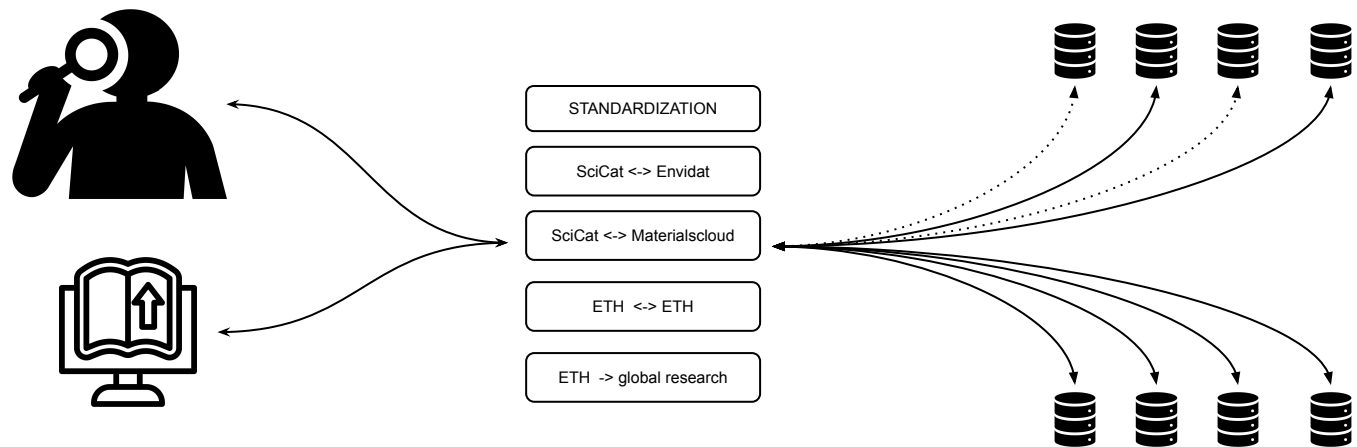 STANDARDIZATION
SciCat <-> Envidat
SciCat <-> Materialscloud
ETH  <-> ETH
ETH  -> global research